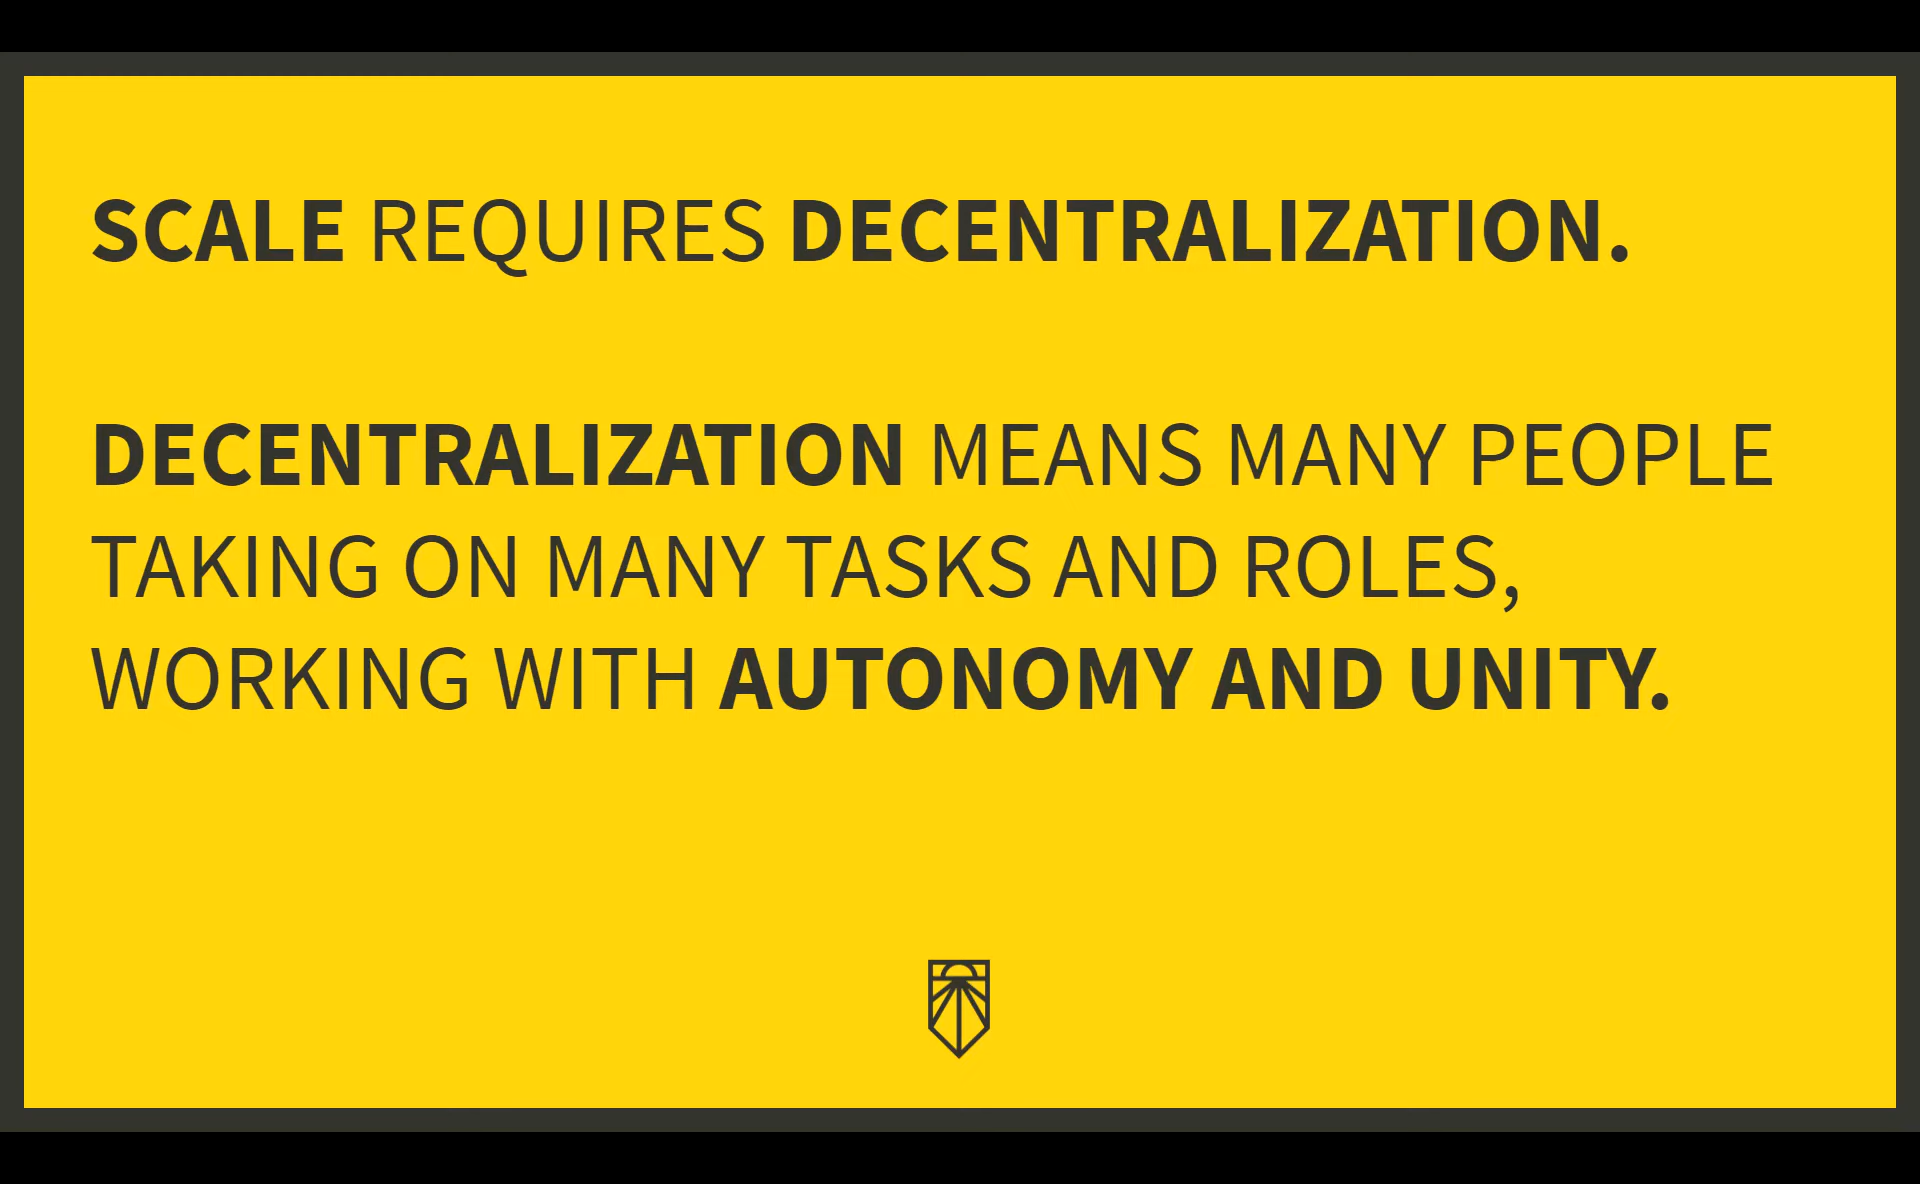 SCALE REQUIRES DECENTRALIZATION.
DECENTRALIZATION MEANS MANY PEOPLE
TAKING ON MANY TASKS AND ROLES,
WORKING WITH AUTONOMY AND UNITY.